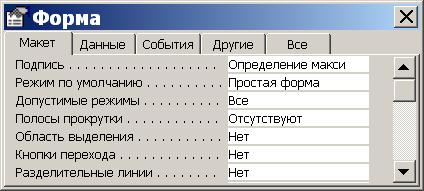 Форма
Макет Данные События Другие Все
Подпись . . . . . . . . . . . . . . . . . . Определение макси
Режим по умолчанию . . . . . . . . . . Простая форма
Допустимые режимы . . . . . . . . . . Все
Полосы прокрутки . . . . . . . . . . . . Отсутствуют
Область выделения . . . . . . . . . . . Нет
Кнопки перехода . . . . . . . . . . . . . Нет
Разделительные линии . . . . . . . . . Нет